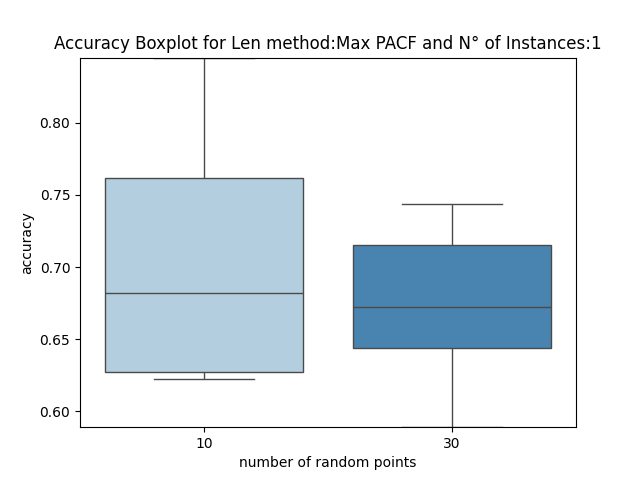 Accuracy Boxplot for Len method:Max PACF and N° of Instances:1
0.80
0.75
0.70
0.65
0.60
accuracy
10
30
number of random points